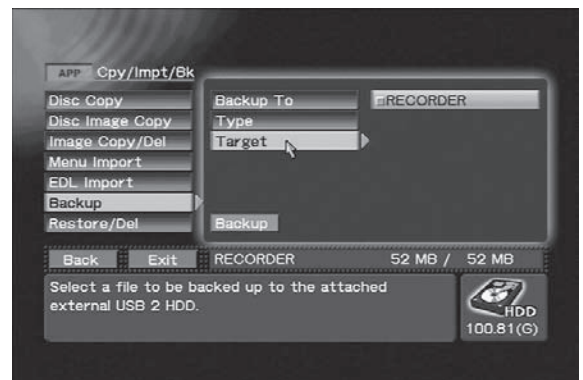 APP Cpy/Impt/Bk
Disc Copy
Disc Image Copy
Image Copy/Del
Menu Import
EDL Import
Backup
Restore/Del
Backup To
RECORDER
Type
Target
Backup
Back
Exit
RECORDER
52 MB / 52 MB
Select a file to be backed up to the attached
external USB 2 HDD.
HDD
100.81(G)